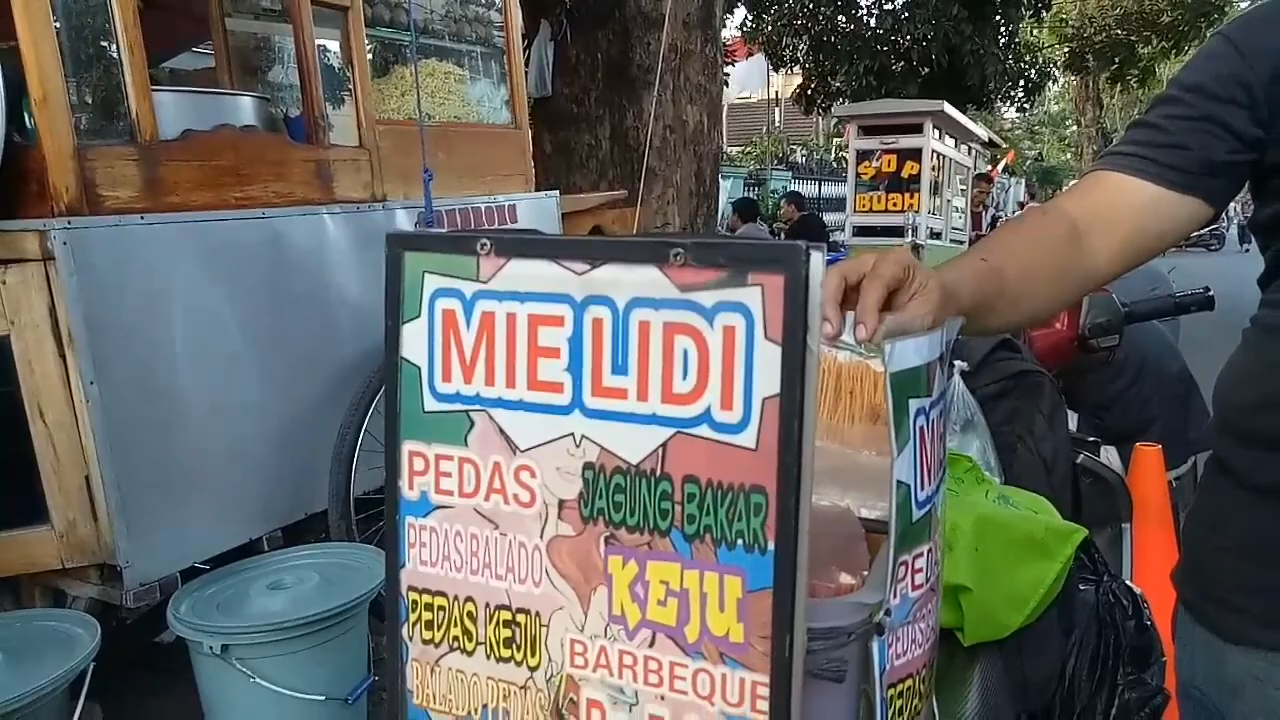 SOP
BUAH
MIE LIDI
PEDAS
PEDAS BALADO
PEDAS KEJU
BALADO PEDAS
JAGUNG BAKAR
KEJU
BARBEQUE